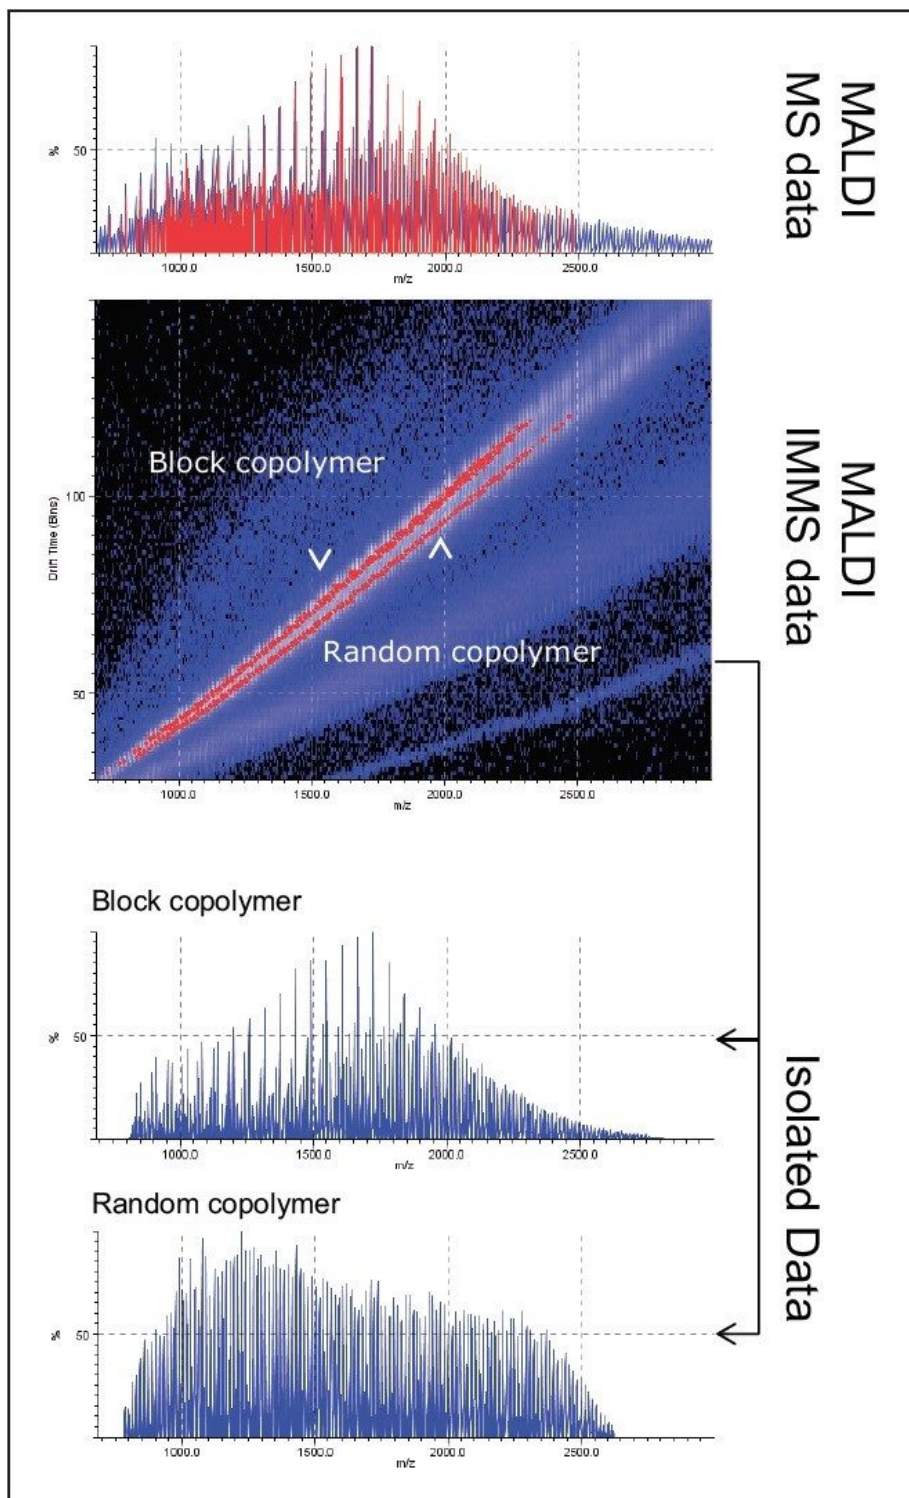 MALDI
MS data
%
50
1000.0
1500.0
2000.0
2500.0
m/z
MALDI
IMMS data
Block copolymer
Random copolymer
Drift Time (Bins)
100
50
1000.0
1500.0
2000.0
2500.0
m/z
Isolated Data
Block copolymer
%
50
1000.0
1500.0
2000.0
2500.0
m/z
Random copolymer
%
50
1000.0
1500.0
2000.0
2500.0
m/z